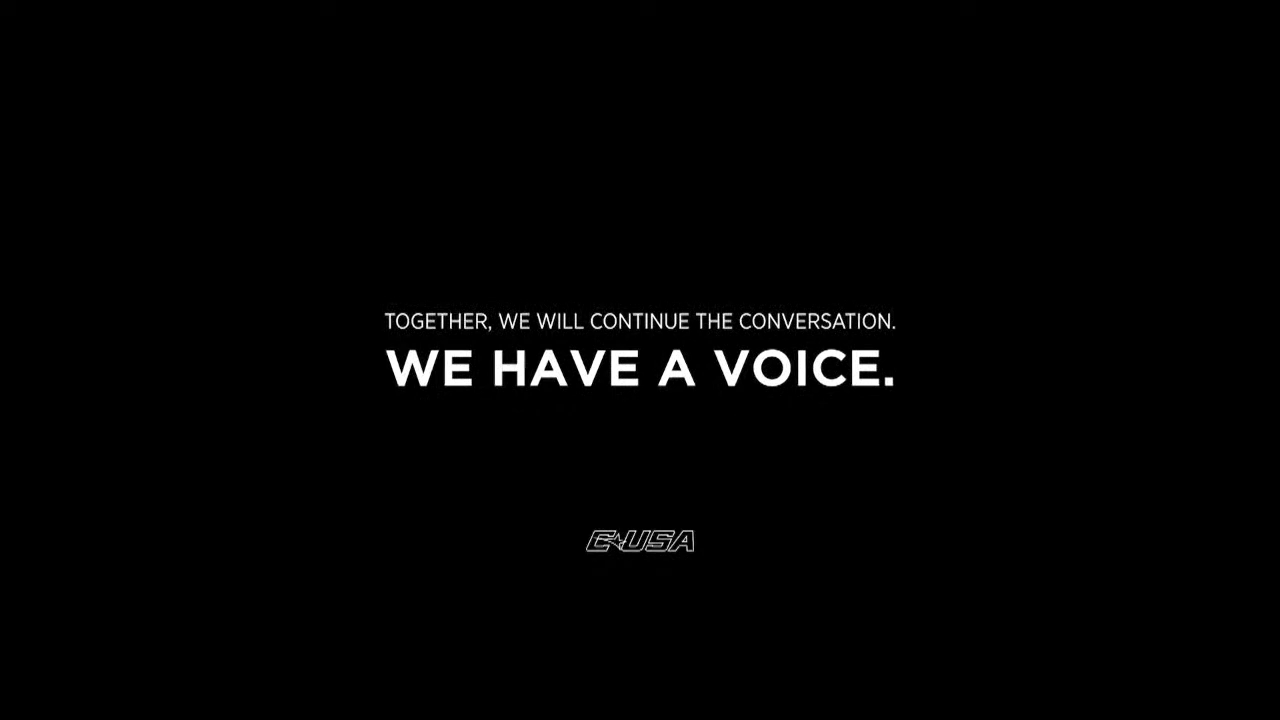 TOGETHER, WE WILL CONTINUE THE CONVERSATION.
WE HAVE A VOICE.
C USA